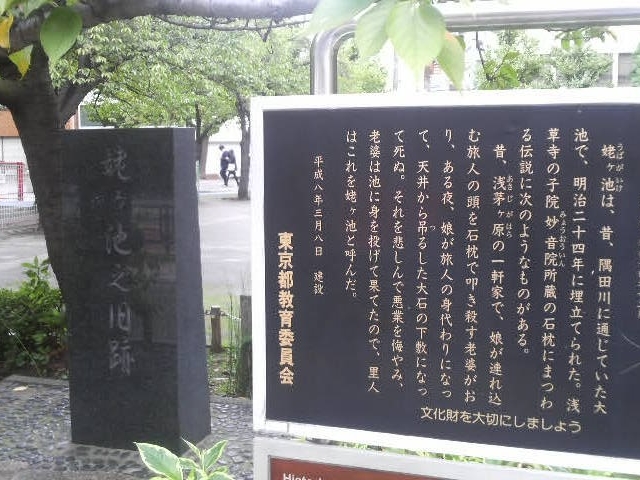 姥ヶ池之旧跡
姥ヶ池は、昔、隅田川に通じていた大
池で、明治二十四年に埋立てられた。浅
草寺の子院妙音院所蔵の石枕にまつわ
る伝説に次のようなものがある。
昔、浅茅ヶ原の一軒家で、娘が連れ込
む旅人の頭を石枕で叩き殺す老婆がお
り、ある夜、娘が旅人の身代わりになっ
て、天井から吊るした大石の下敷になっ
て死ぬ。それを悲しんで悪業を悔やみ、
老婆は池に身を投げて果てたので、里人
はこれを姥ヶ池と呼んだ。
平成八年三月八日 建設
東京都教育委員会
文化財を大切にしましょう